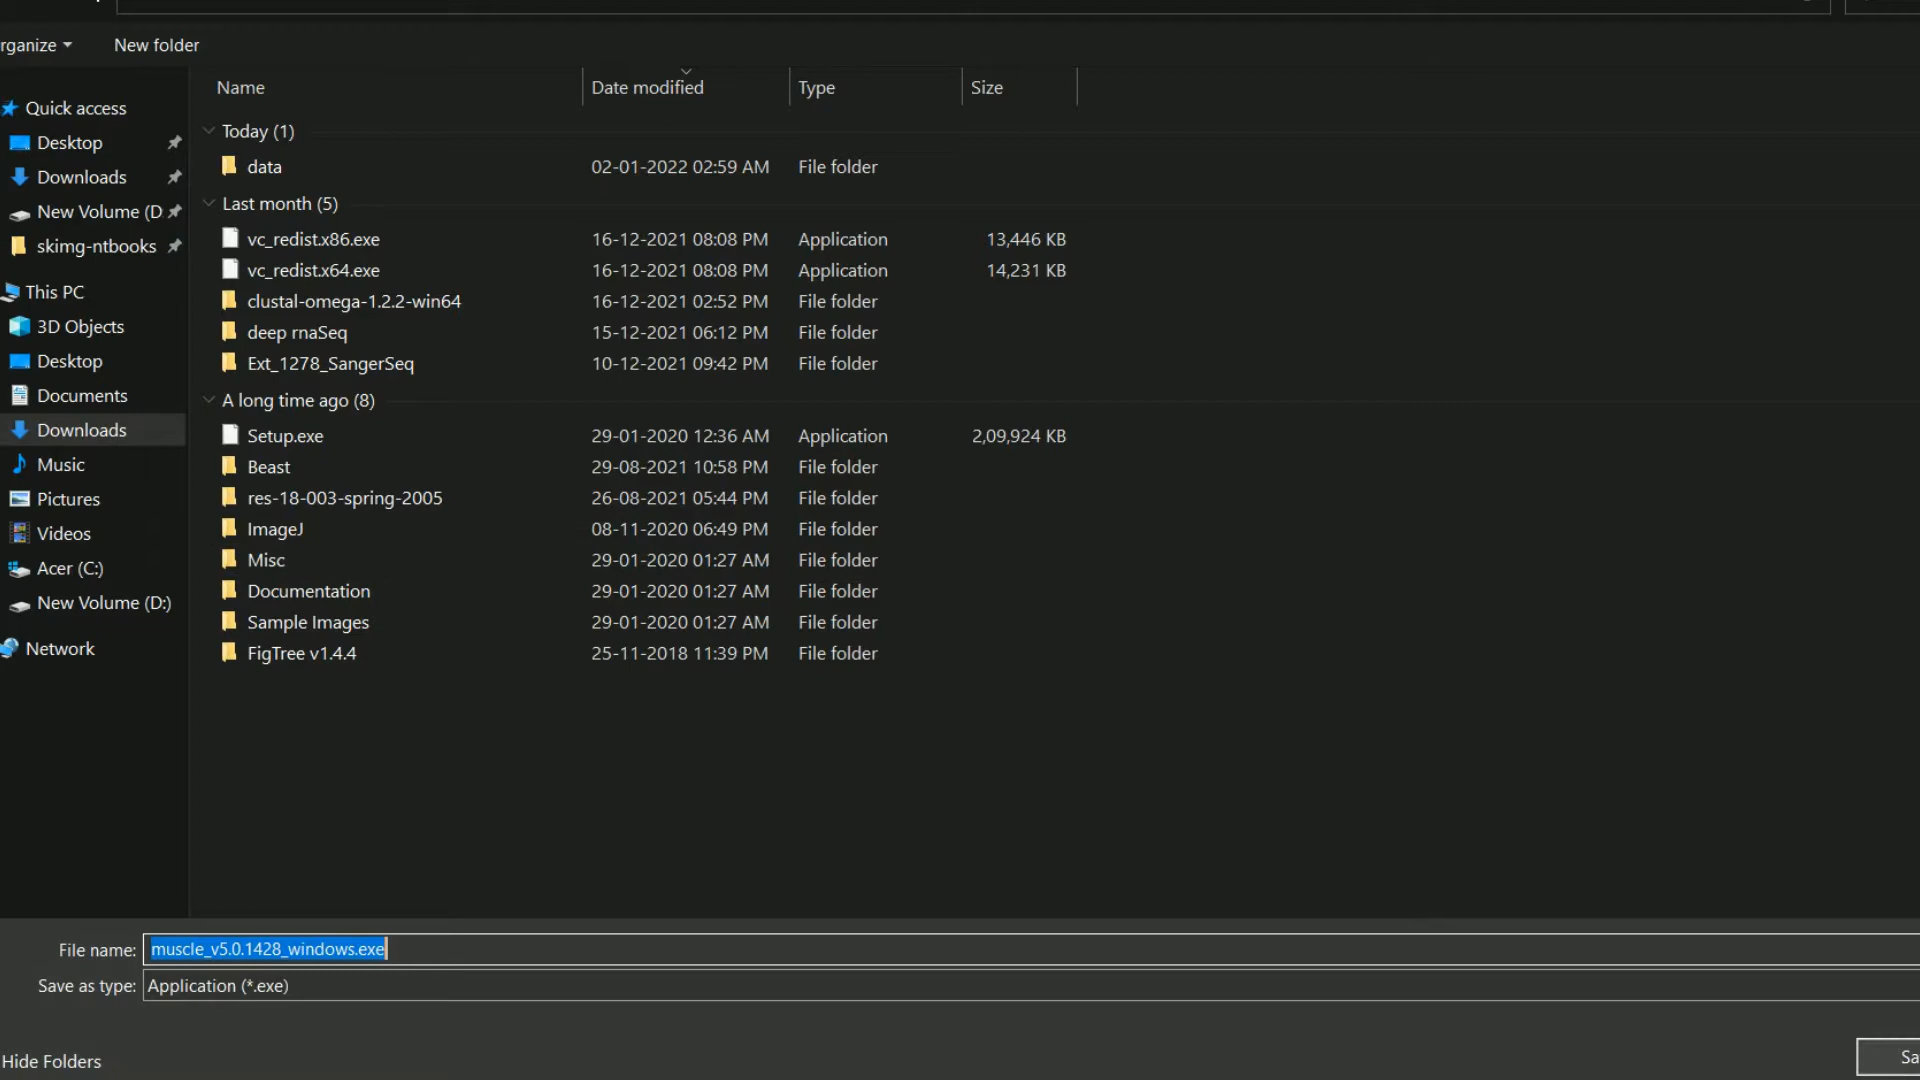 rganize
New folder
Name Date modified Type Size
Quick access
Desktop
Downloads
New Volume (D
skimg-ntbooks
This PC
3D Objects
Desktop
Documents
Downloads
Music
Pictures
Videos
Acer (C:)
New Volume (D:)
Network
Today (1)
data 02-01-2022 02:59 AM File folder
Last month (5)
vc_redist.x86.exe 16-12-2021 08:08 PM Application 13,446 KB
vc_redist.x64.exe 16-12-2021 08:08 PM Application 14,231 KB
clustal-omega-1.2.2-win64 16-12-2021 02:52 PM File folder
deep rnaSeq 15-12-2021 06:12 PM File folder
Ext_1278_SangerSeq 10-12-2021 09:42 PM File folder
A long time ago (8)
Setup.exe 29-01-2020 12:36 AM Application 2,09,924 KB
Beast 29-08-2021 10:58 PM File folder
res-18-003-spring-2005 26-08-2021 05:44 PM File folder
ImageJ 08-11-2020 06:49 PM File folder
Misc 29-01-2020 01:27 AM File folder
Documentation 29-01-2020 01:27 AM File folder
Sample Images 29-01-2020 01:27 AM File folder
FigTree v1.4.4 25-11-2018 11:39 PM File folder
File name: muscle_v5.0.1428_windows.exe
Save as type: Application (*.exe)
Hide Folders
Sa